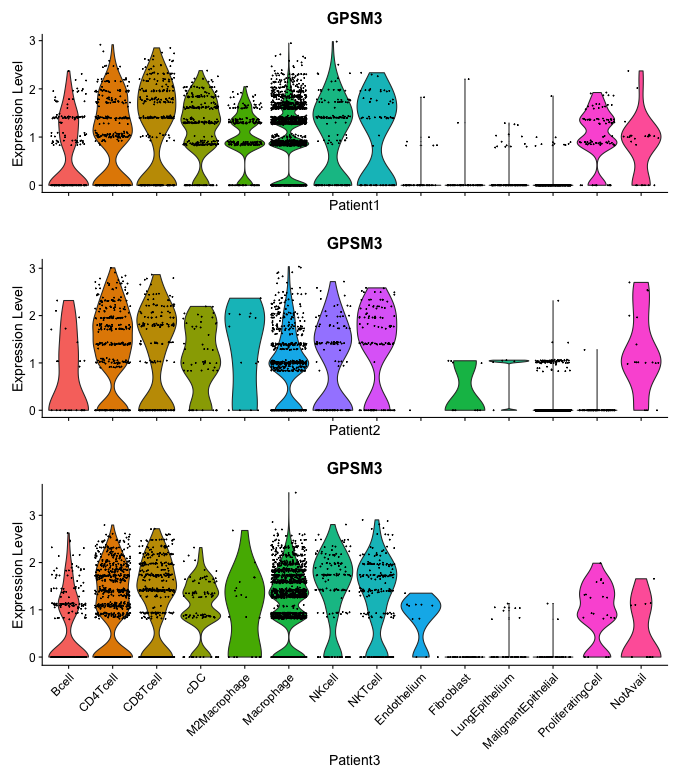 GPSM3
3
2
1
0
Expression Level
Patient1
GPSM3
3
2
1
0
Expression Level
Patient2
GPSM3
3
2
1
0
Expression Level
Bcell
CD4Tcell
CD8Tcell
cDC
M2Macrophage
Macrophage
NKcell
NKTcell
Endothelium
Fibroblast
LungEpithelium
MalignantEpithelial
ProliferatingCell
NotAvail
Patient3